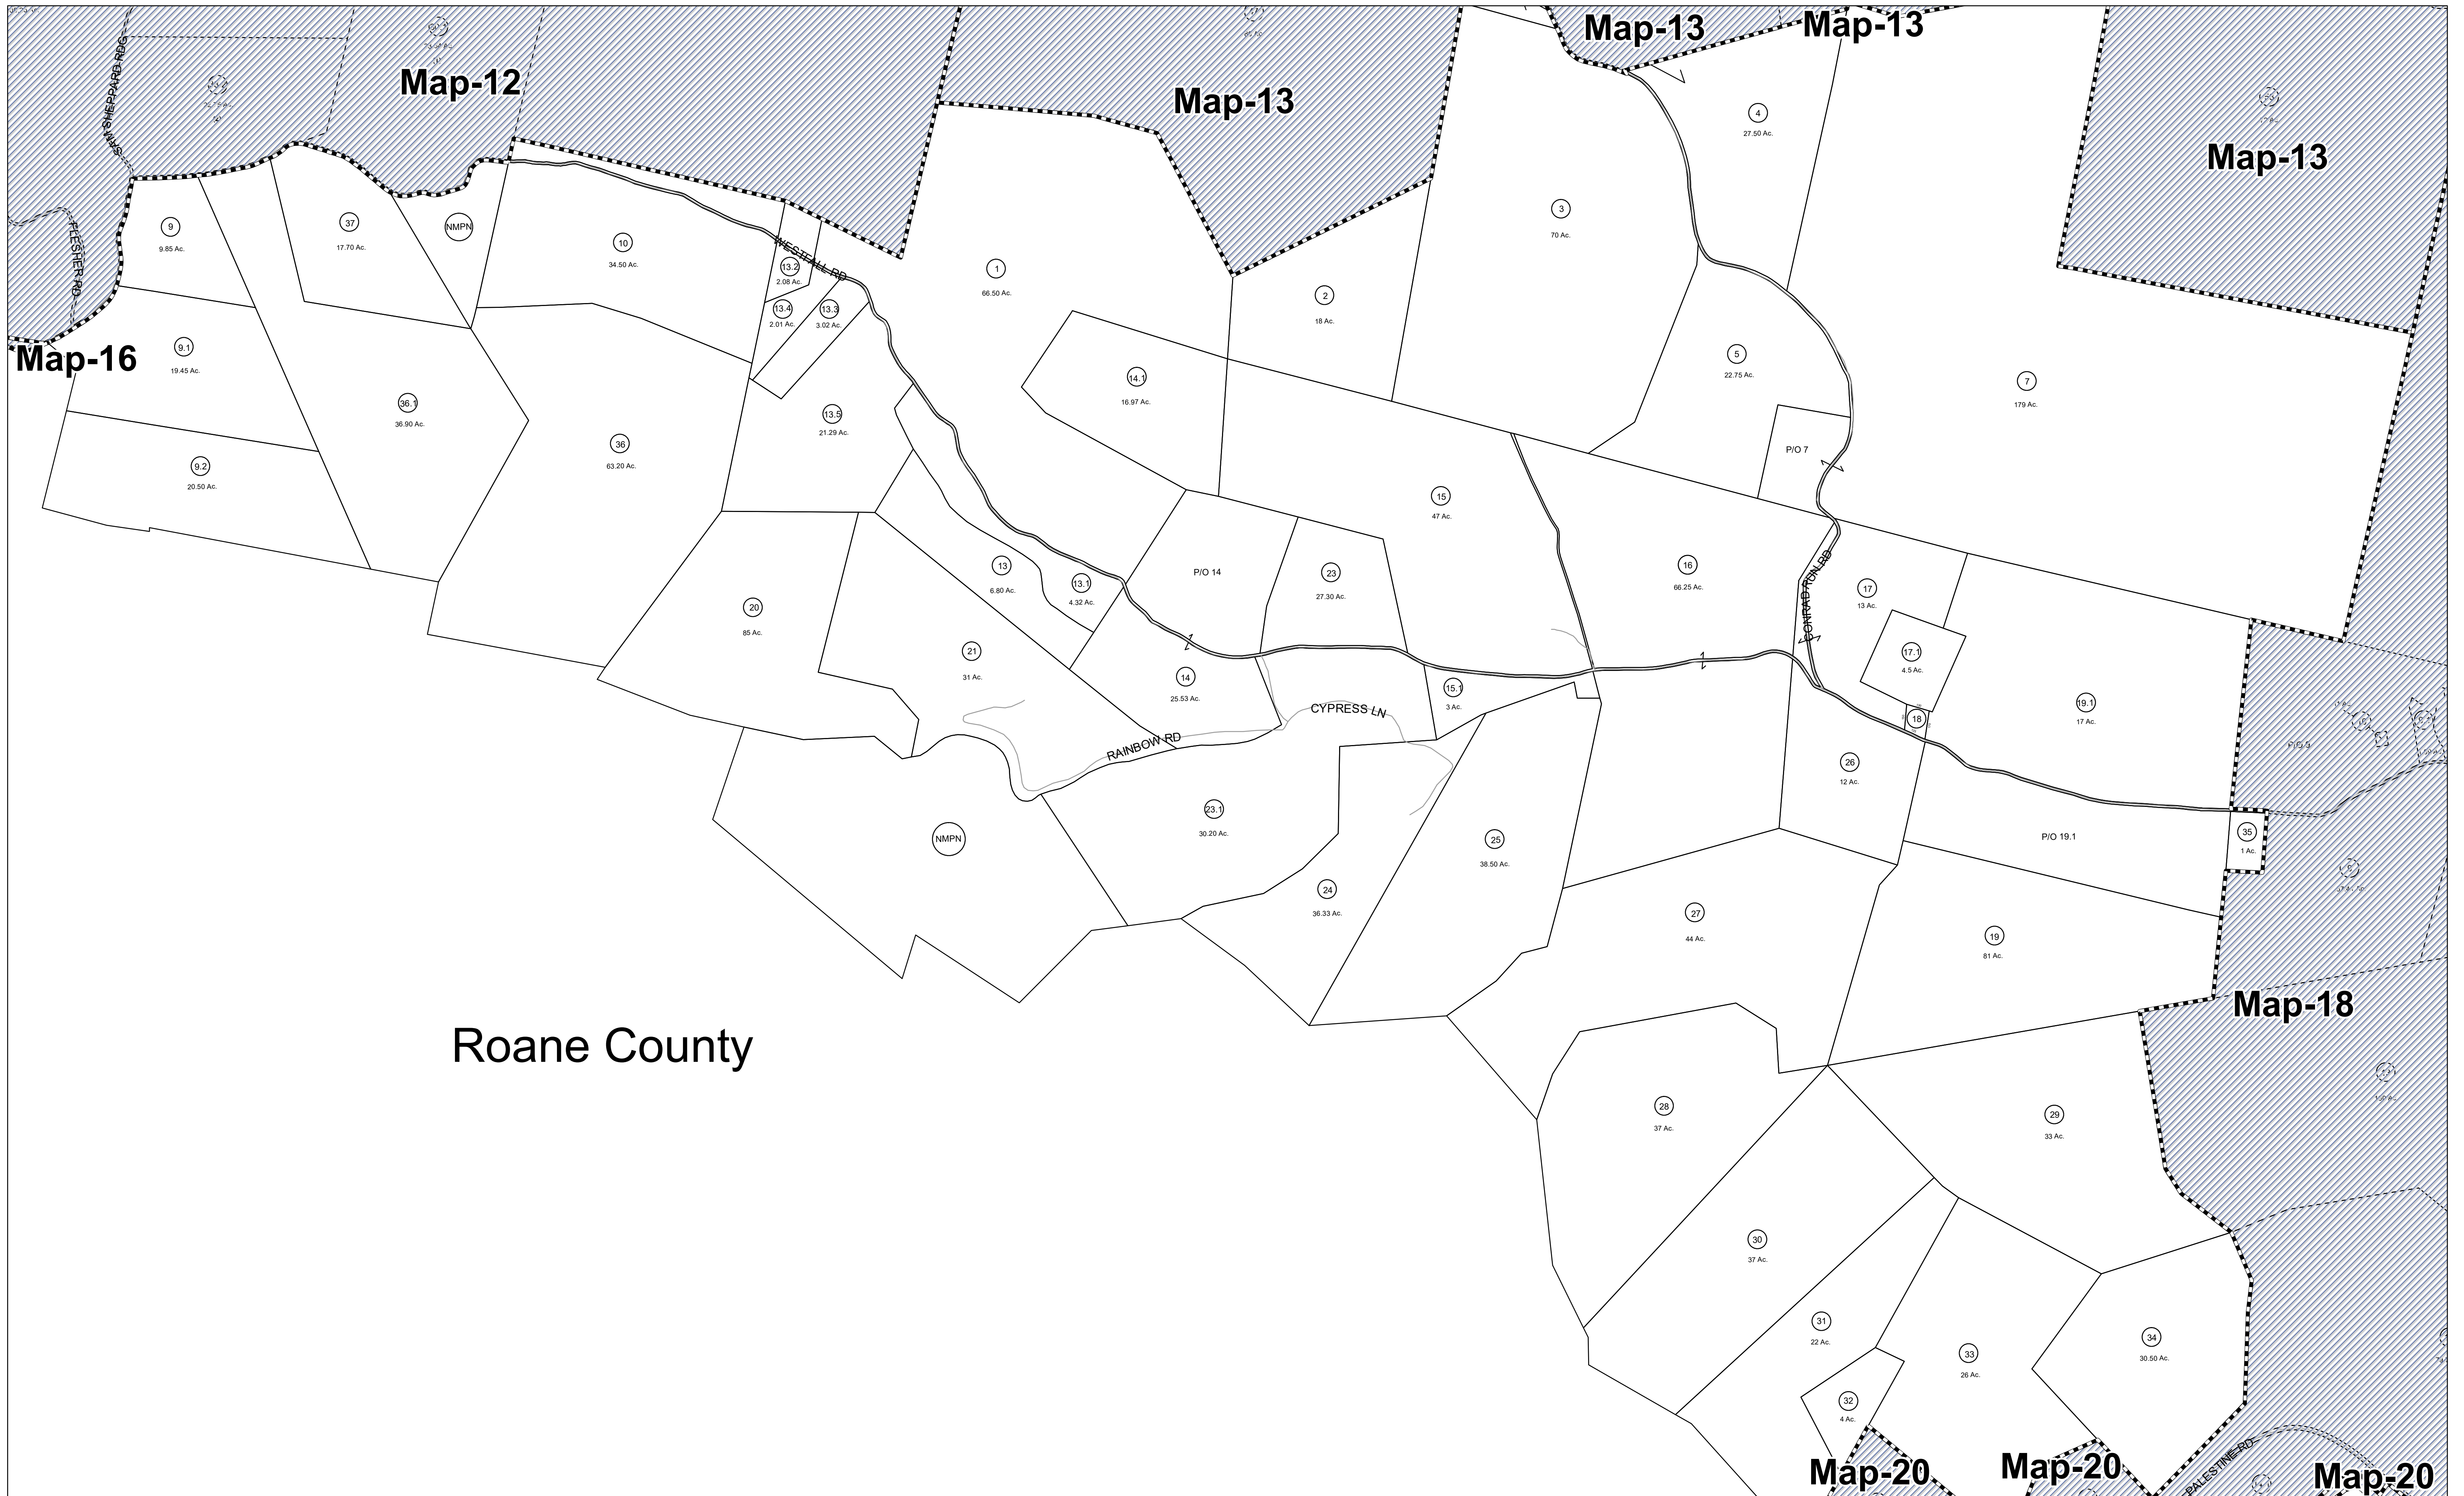 Map-13
Map-13
Map-12
Map-13
Map-13
SAM SHEPPARD RDG
FLESHER RD
Map-16
4
27.50 Ac.
3
70 Ac.
9
9.85 Ac.
37
17.70 Ac.
NMPN
10
34.50 Ac.
WESTFALL RD
13.2
2.08 Ac.
13.4
2.01 Ac.
13.3
3.02 Ac.
1
66.50 Ac.
2
18 Ac.
9.1
19.45 Ac.
5
22.75 Ac.
7
179 Ac.
14.1
16.97 Ac.
36.1
36.90 Ac.
13.5
21.29 Ac.
36
63.20 Ac.
P/O 7
9.2
20.50 Ac.
15
47 Ac.
13
6.80 Ac.
13.1
4.32 Ac.
P/O 14
23
27.30 Ac.
16
66.25 Ac.
CONRAD RUN RD
17
13 Ac.
20
85 Ac.
21
31 Ac.
14
25.53 Ac.
17.1
4.5 Ac.
15.1
3 Ac.
CYPRESS LN
19.1
17 Ac.
18
RAINBOW RD
26
12 Ac.
23.1
30.20 Ac.
NMPN
25
38.50 Ac.
P/O 19.1
35
1 Ac.
24
36.33 Ac.
27
44 Ac.
19
81 Ac.
Map-18
Roane County
28
37 Ac.
29
33 Ac.
30
37 Ac.
31
22 Ac.
33
26 Ac.
34
30.50 Ac.
32
4 Ac.
PALESTINE RD
Map-20
Map-20
Map-20